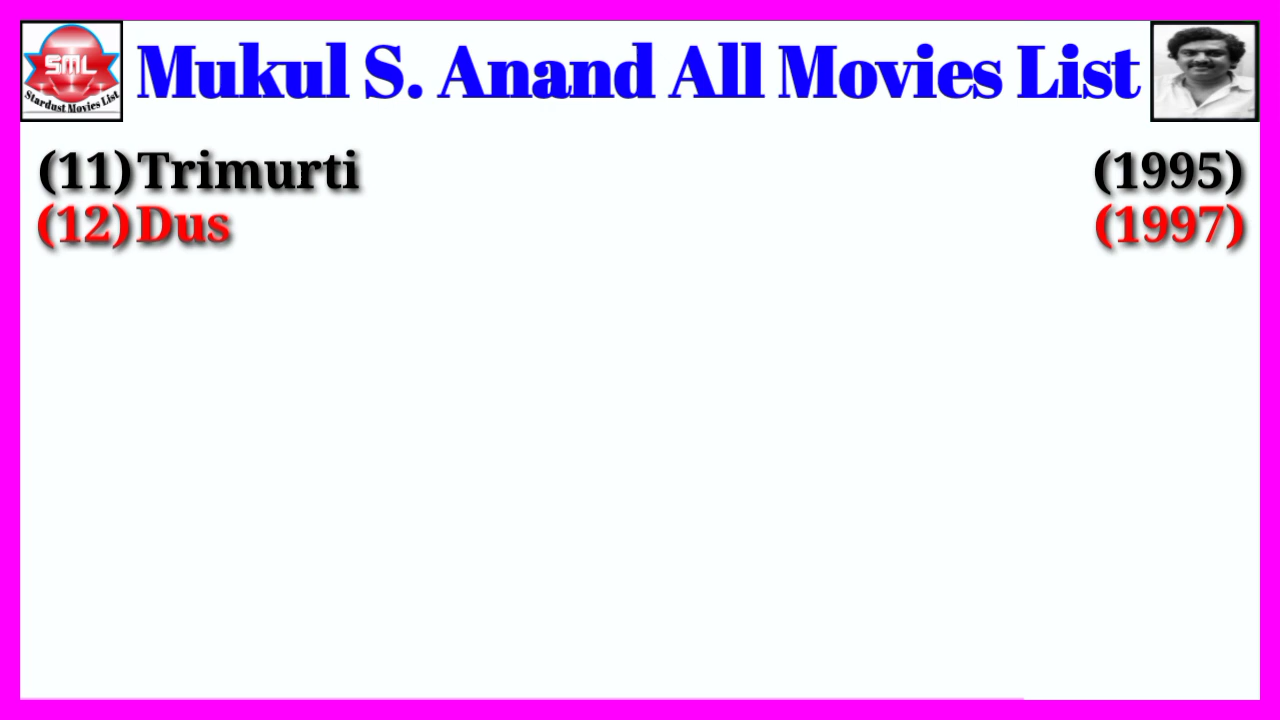 SML
Stardust Movies List
Mukul S. Anand All Movies List
(11) Trimurti (1995)
(12) Dus (1997)